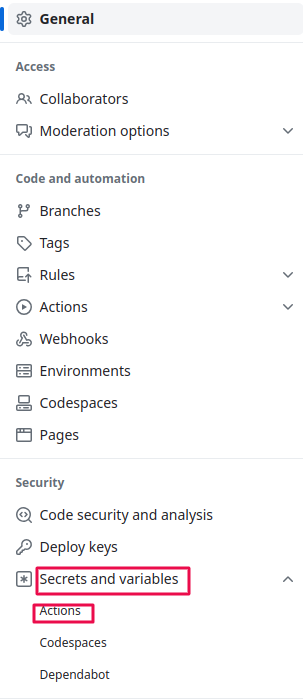 General
Access
Collaborators
Moderation options
Code and automation
Branches
Tags
Rules
Actions
Webhooks
Environments
Codespaces
Pages
Security
Code security and analysis
Deploy keys
Secrets and variables
Actions
Codespaces
Dependabot